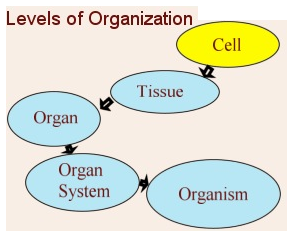 Levels of Organization
Cell
Tissue
Organ
Organ
System
Organism